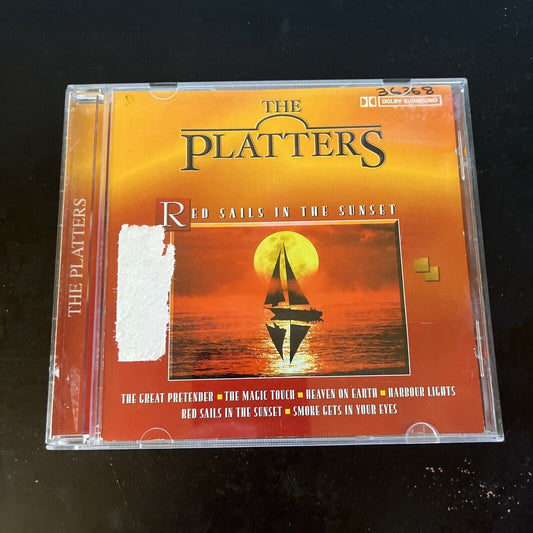 36268
DOLBY SURROUND
THE
PLATTERS
RED SAILS IN THE SUNSET
THE GREAT PRETENDER ■ THE MAGIC TOUCH ■ HEAVEN ON EARTH ■ HARBOUR LIGHTS
RED SAILS IN THE SUNSET ■ SMOKE GETS IN YOUR EYES
THE PLATTERS